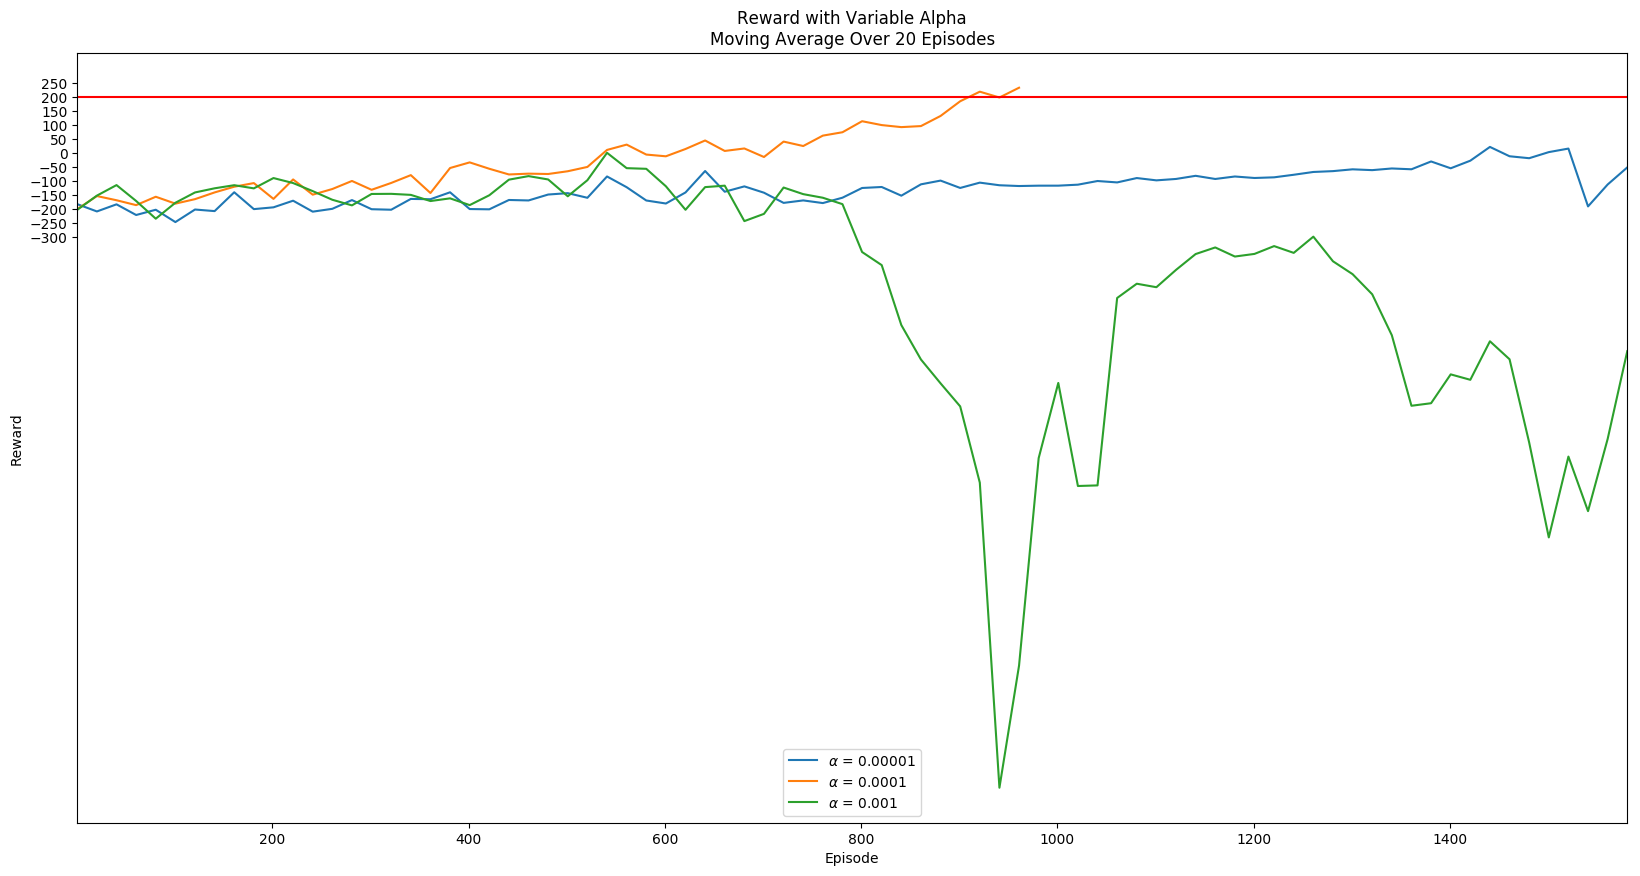 Reward with Variable Alpha
Moving Average Over 20 Episodes
250
200
150
100
50
0
−50
−100
−150
−200
−250
−300
Reward
α = 0.00001
α = 0.0001
α = 0.001
200 400 600 800 1000 1200 1400
Episode